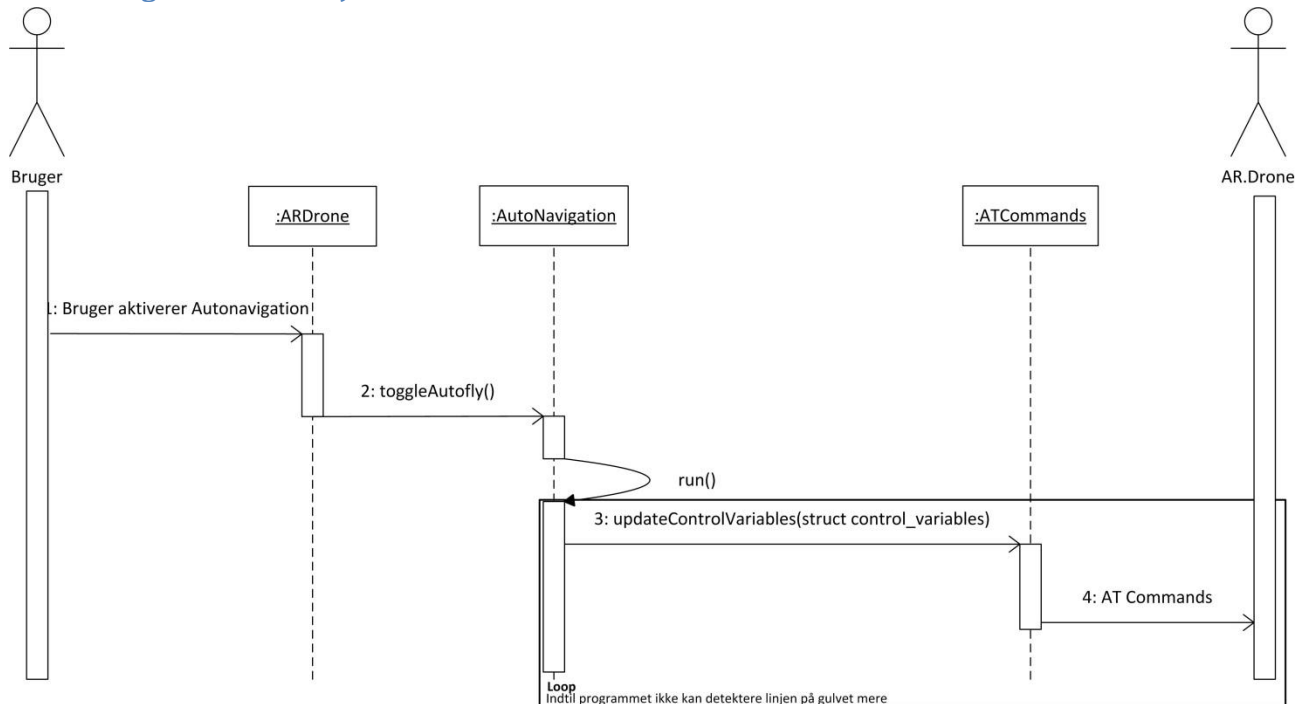 Bruger
AR.Drone
:ARDrone
:AutoNavigation
:ATCommands
1: Bruger aktiverer Autonavigation
2: toggleAutofly()
run()
3: updateControlVariables(struct control_variables)
4: AT Commands
Loop
Indtil programmet ikke kan detektere linjen på gulvet mere